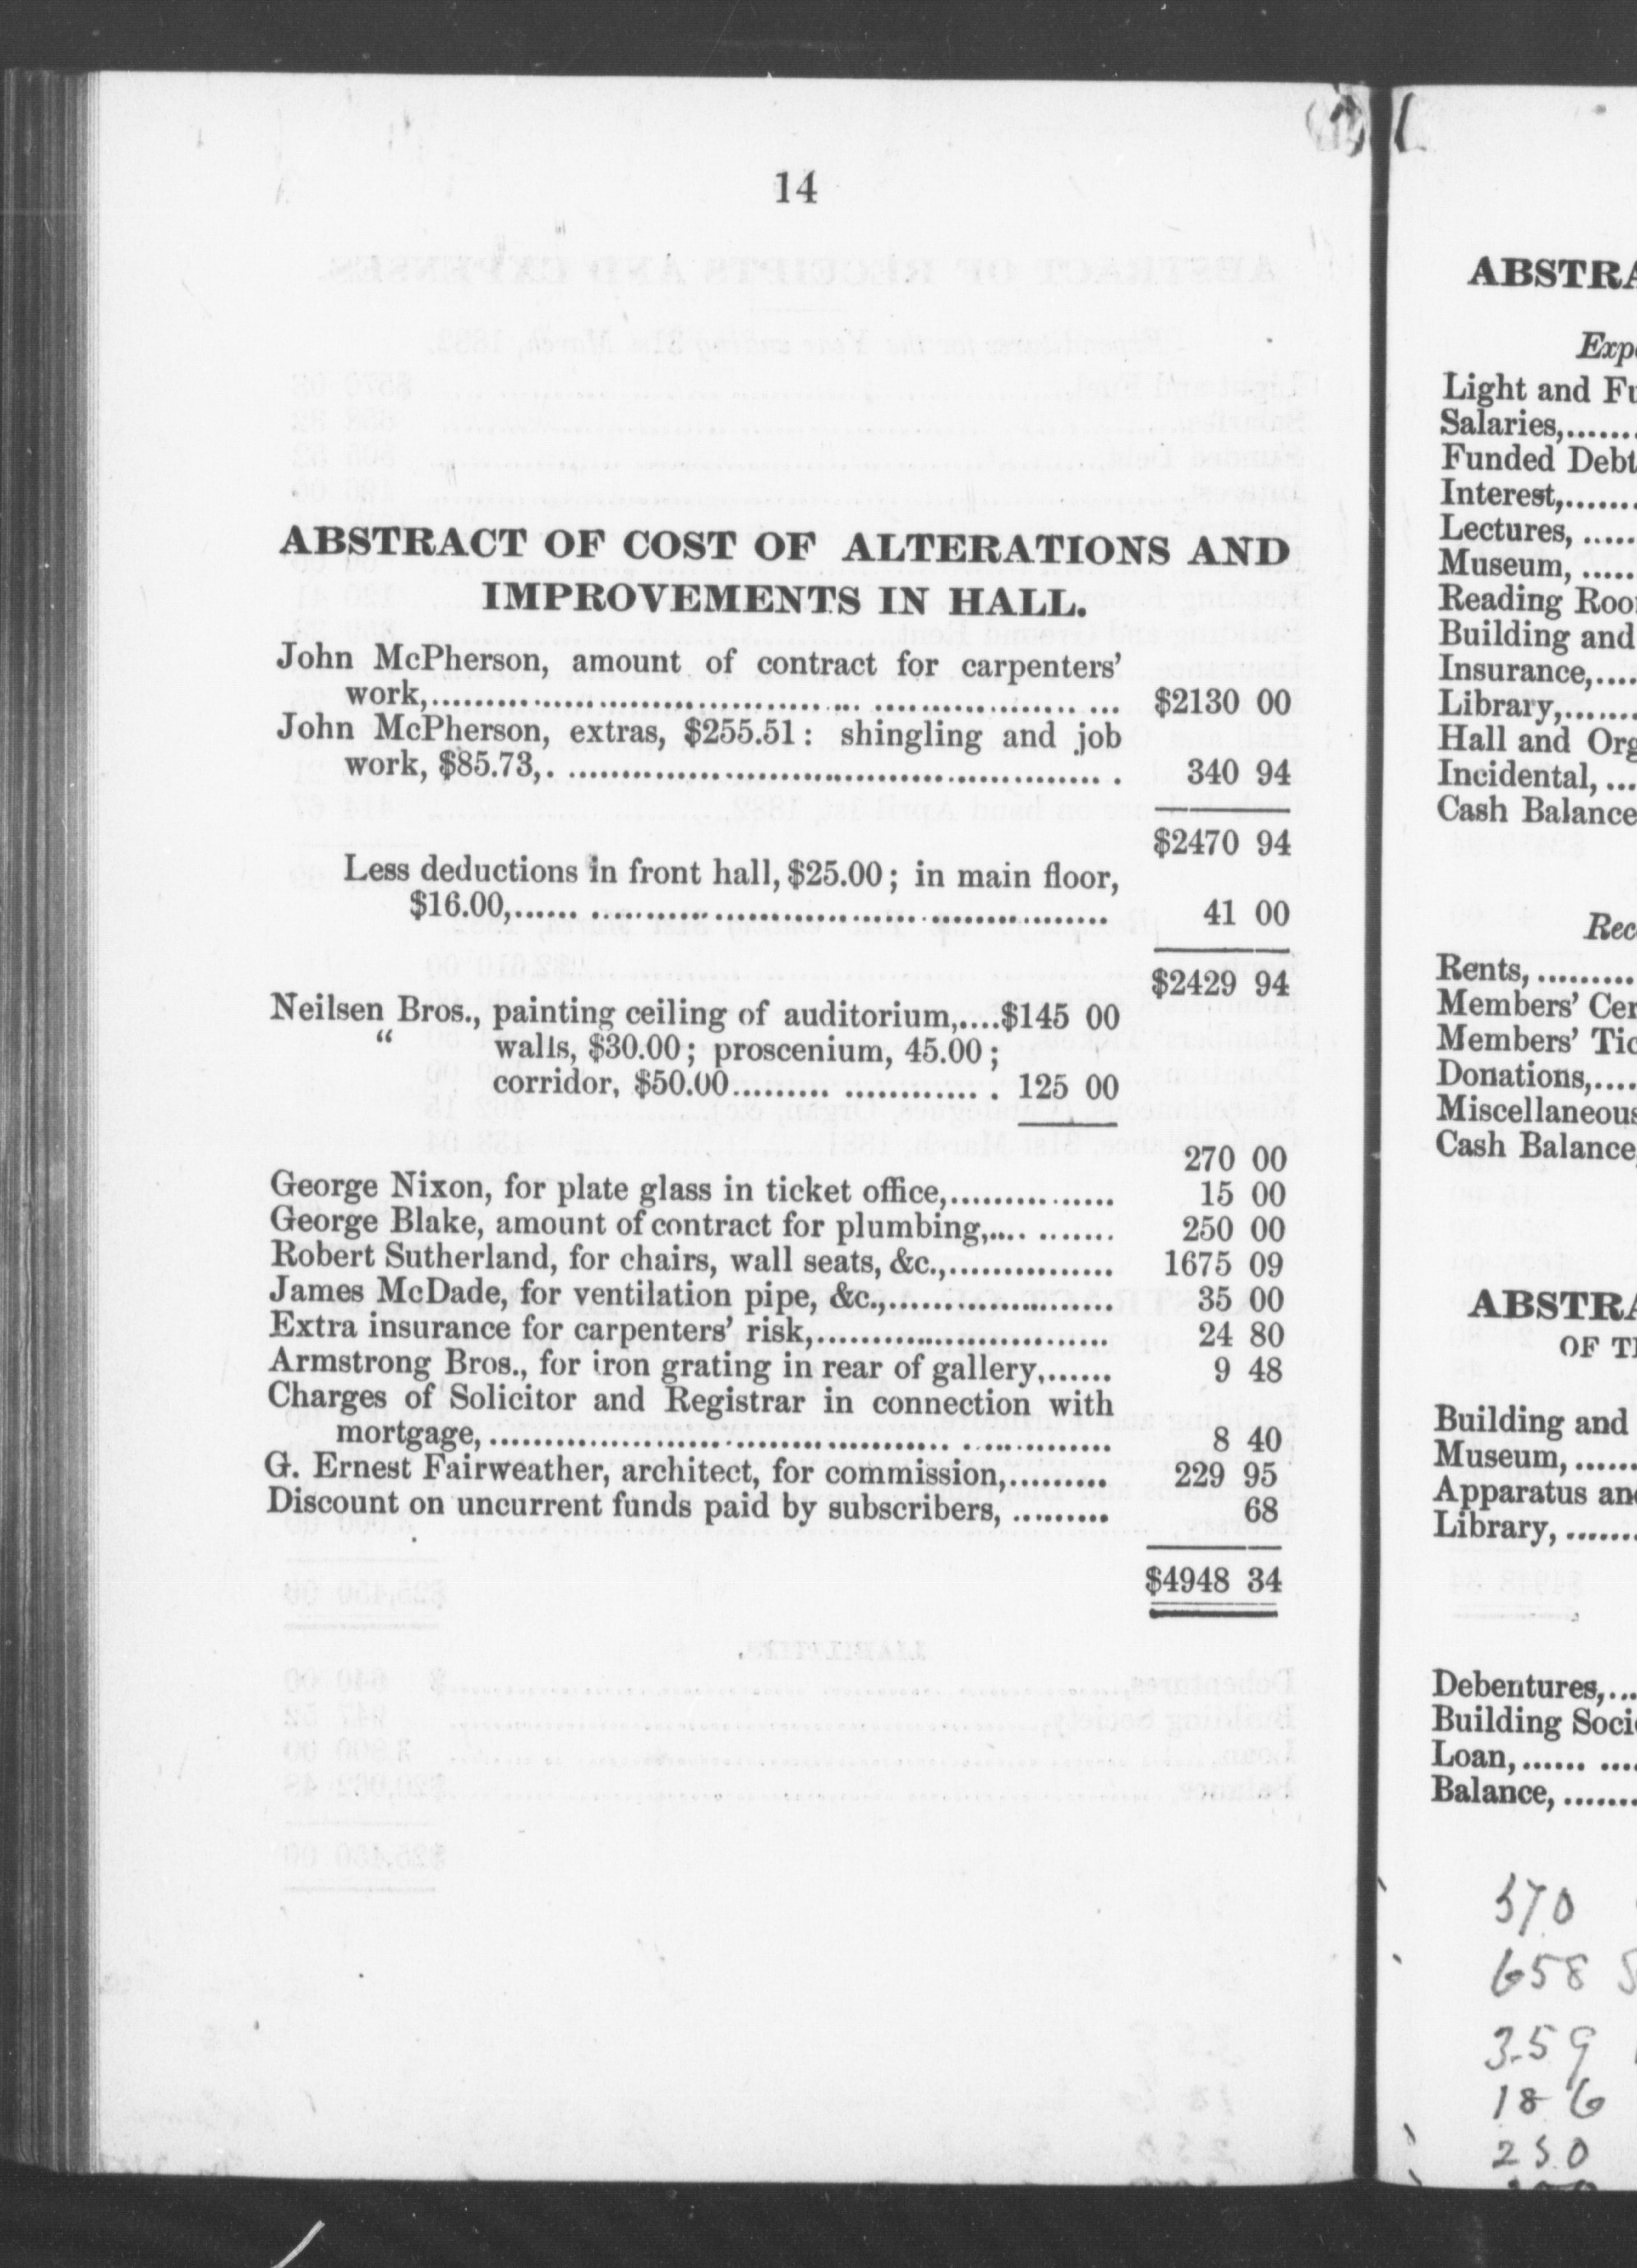 14
ABSTRACT OF COST OF ALTERATIONS AND
IMPROVEMENTS IN HALL.
John McPherson, amount of contract for carpenters'
work,........ $2130 00
John McPherson, extras, $255.51: shingling and job
work, $85.73,......... 340 94
$2470 94
Less deductions in front hall, $25.00; in main floor,
$16.00,........ 41 00
$2429 94
Neilsen Bros., painting ceiling of auditorium,....$145 00
“ walls, $30.00; proscenium, 45.00;
corridor, $50.00........ 125 00
270 00
George Nixon, for plate glass in ticket office,........ 15 00
George Blake, amount of contract for plumbing,........ 250 00
Robert Sutherland, for chairs, wall seats, &c.,........ 1675 09
James McDade, for ventilation pipe, &c.,........ 35 00
Extra insurance for carpenters' risk,........ 24 80
Armstrong Bros., for iron grating in rear of gallery,...... 9 48
Charges of Solicitor and Registrar in connection with
mortgage,........ 8 40
G. Ernest Fairweather, architect, for commission,......... 229 95
Discount on uncurrent funds paid by subscribers, ......... 68
$4948 34
ABSTRA
Expe
Light and Fu
Salaries,.......
Funded Debt
Interest,.......
Lectures, .....
Museum, .....
Reading Roo
Building and
Insurance,....
Library,.......
Hall and Org
Incidental, ...
Cash Balance
Rec
Rents, .........
Members' Cer
Members' Tic
Donations,....
Miscellaneous
Cash Balance
ABSTRA
OF TH
Building and
Museum, ......
Apparatus and
Library, .......
Debentures,...
Building Soci
Loan, ...... ....
Balance, .......
370
658
3.59
186
250